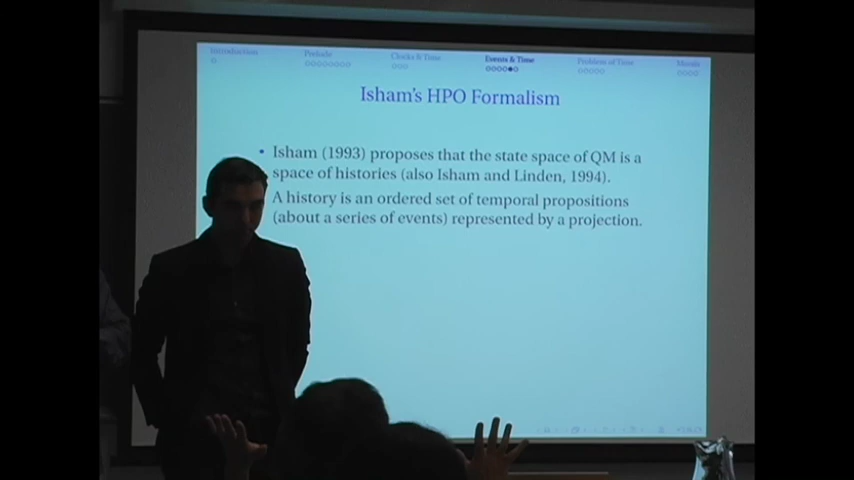 Introduction Prelude Clocks & Time Events & Time Problem of Time Morals
Isham's HPO Formalism
• Isham (1993) proposes that the state space of QM is a
space of histories (also Isham and Linden, 1994).
A history is an ordered set of temporal propositions
(about a series of events) represented by a projection.